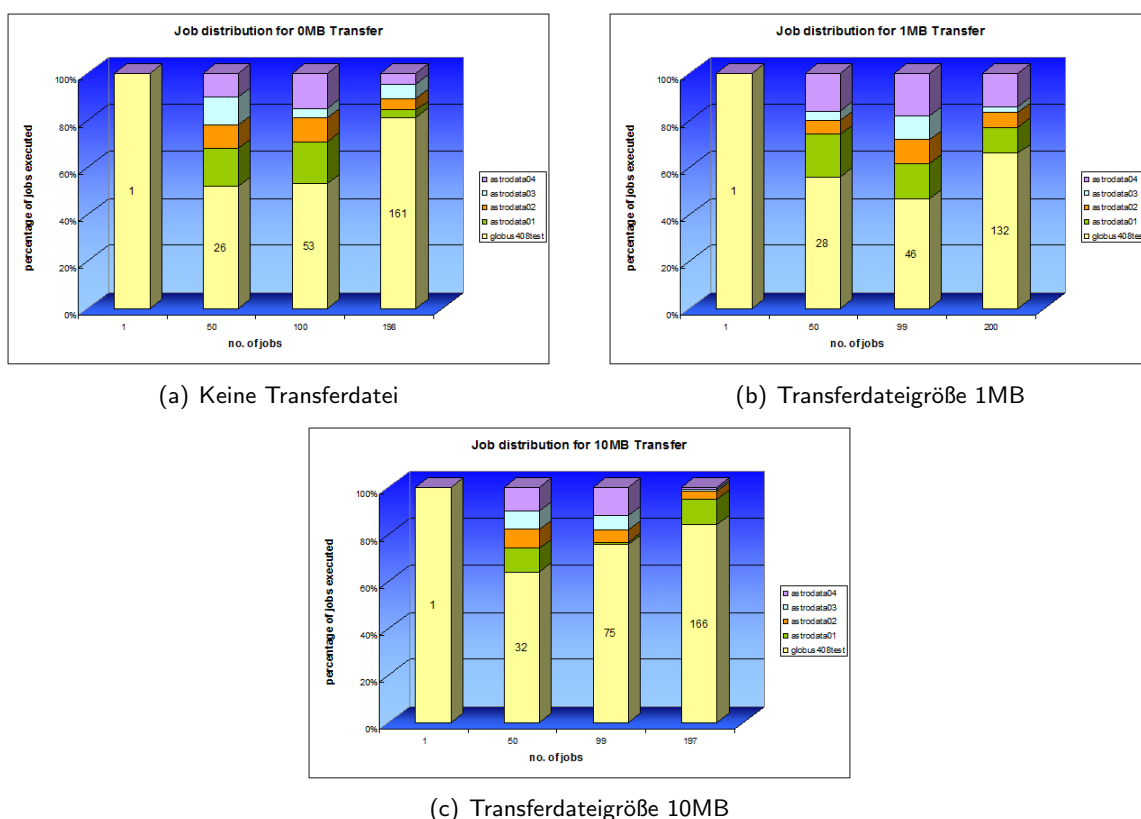 Job distribution for 0MB Transfer
percentage of jobs executed
100%
80%
60%
40%
20%
0%
1
26
53
161
1
50
100
198
no. of jobs
astrodata04
astrodata03
astrodata02
astrodata01
globus408test
(a) Keine Transferdatei
Job distribution for 1MB Transfer
percentage of jobs executed
100%
80%
60%
40%
20%
0%
1
28
46
132
1
50
99
200
no. of jobs
astrodata04
astrodata03
astrodata02
astrodata01
globus408test
(b) Transferdateigröße 1MB
Job distribution for 10MB Transfer
percentage of jobs executed
100%
80%
60%
40%
20%
0%
1
32
75
166
1
50
99
197
no. of jobs
astrodata04
astrodata03
astrodata02
astrodata01
globus408test
(c) Transferdateigröße 10MB